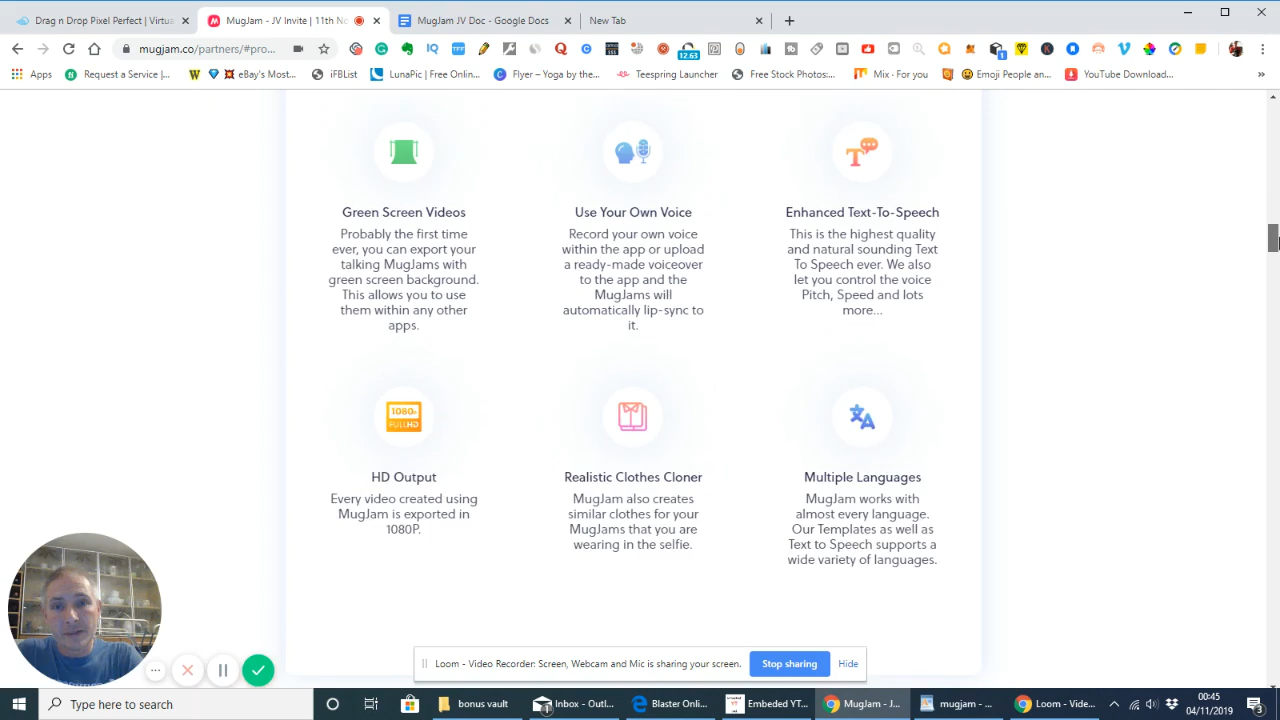 Drag n Drop Pixel Perfect | Virtua
MugJam - JV Invite | 11th No
MugJam JV Doc - Google Docs
New Tab
mugjam.co/partners/#pro...
12.63
Apps
Request a Service |...
eBay's Most...
iFBList
LunaPic | Free Onlin...
Flyer – Yoga by the...
Teespring Launcher
Free Stock Photos:...
Mix · For you
Emoji People an...
YouTube Download...
Green Screen Videos
Probably the first time
ever, you can export your
talking MugJams with
green screen background.
This allows you to use
them within any other
apps.
Use Your Own Voice
Record your own voice
within the app or upload
a ready-made voiceover
to the app and the
MugJams will
automatically lip-sync to
it.
Enhanced Text-To-Speech
This is the highest quality
and natural sounding Text
To Speech ever. We also
let you control the voice
Pitch, Speed and lots
more...
1080p
FULLHD
HD Output
Every video created using
MugJam is exported in
1080P.
Realistic Clothes Cloner
MugJam also creates
similar clothes for your
MugJams that you are
wearing in the selfie.
Multiple Languages
MugJam works with
almost every language.
Our Templates as well as
Text to Speech supports a
wide variety of languages.
Loom - Video Recorder: Screen, Webcam and Mic is sharing your screen.
Stop sharing
Hide
Type here to search
bonus vault
Inbox - Outl...
Blaster Onli...
Embeded YT...
MugJam - J...
mugjam - ...
Loom - Vide...
00:45
04/11/2019